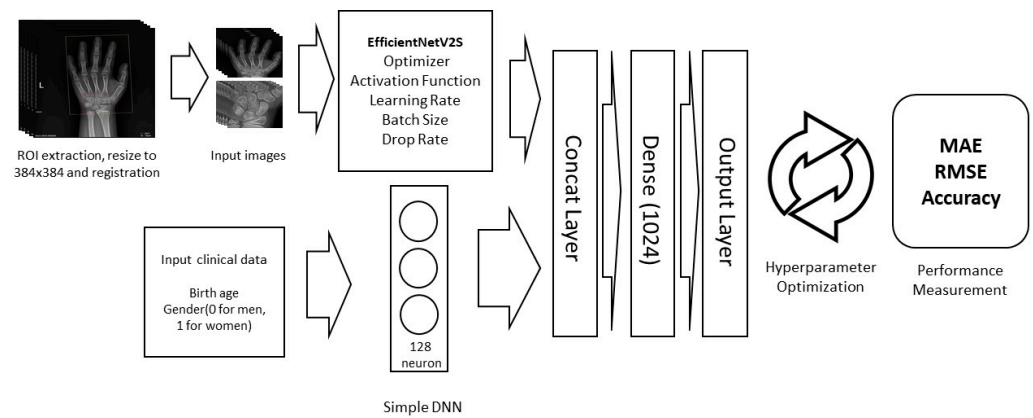 L
ROI extraction, resize to
384x384 and registration
Input images
EfficientNetV2S
Optimizer
Activation Function
Learning Rate
Batch Size
Drop Rate
Input clinical data
Birth age
Gender(0 for men,
1 for women)
128
neuron
Simple DNN
Concat Layer
Dense (1024)
Output Layer
Hyperparameter
Optimization
MAE
RMSE
Accuracy
Performance
Measurement